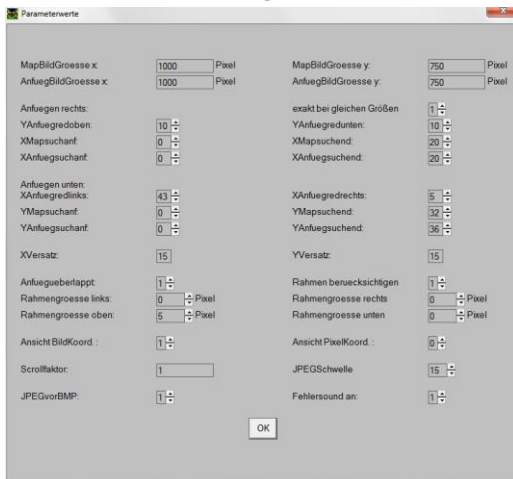 Parameterwerte
MapBildGroesse x: 1000 Pixel MapBildGroesse y: 750 Pixel
AnfuegBildGroesse x: 1000 Pixel AnfuegBildGroesse y: 750 Pixel
Anfuegen rechts: exakt bei gleichen Größen 1
YAnfuegredoben: 10 YAnfuegredunten: 10
XMapsuchanf: 0 XMapsuchend: 20
XAnfuegsuchanf: 0 XAnfuegsuchend: 20
Anfuegen unten:
XAnfuegredlinks: 43 XAnfuegredrechts: 5
YMapsuchanf: 0 YMapsuchend: 32
YAnfuegsuchanf: 0 YAnfuegsuchend: 36
XVersatz: 15 YVersatz: 15
Anfuegueberlappt: 1 Rahmen beruecksichtigen 1
Rahmengroesse links: 0 Pixel Rahmengroesse rechts 0 Pixel
Rahmengroesse oben: 5 Pixel Rahmengroesse unten 0 Pixel
Ansicht BildKoord. : 1 Ansicht PixelKoord. : 0
Scrollfaktor: 1 JPEGSchwelle 15
JPEGvorBMP: 1 Fehlersound an: 1
OK